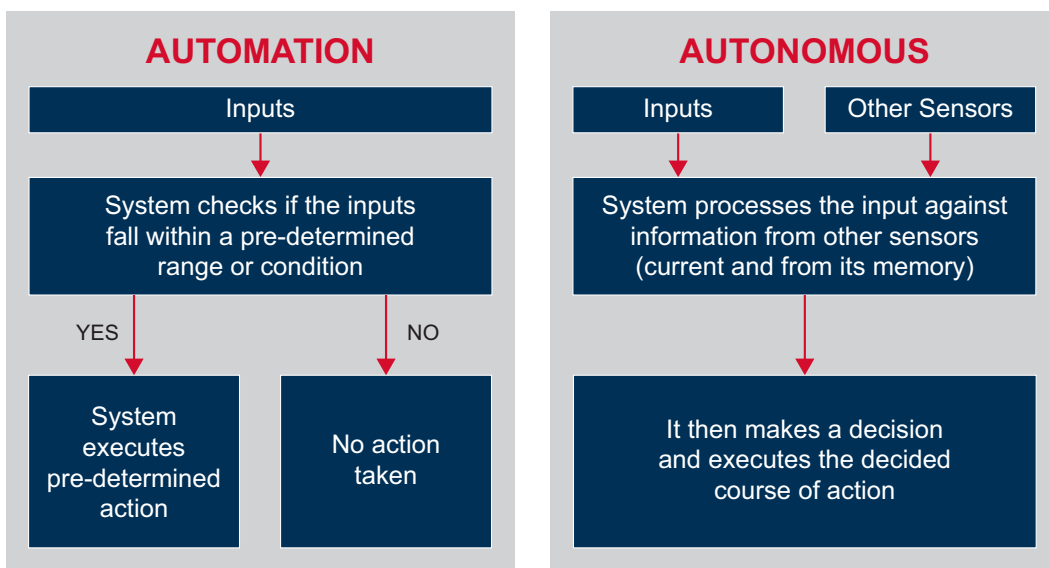 AUTOMATION
Inputs
System checks if the inputs
fall within a pre-determined
range or condition
YES
NO
System
executes
pre-determined
action
No action
taken
AUTONOMOUS
Inputs
Other Sensors
System processes the input against
information from other sensors
(current and from its memory)
It then makes a decision
and executes the decided
course of action